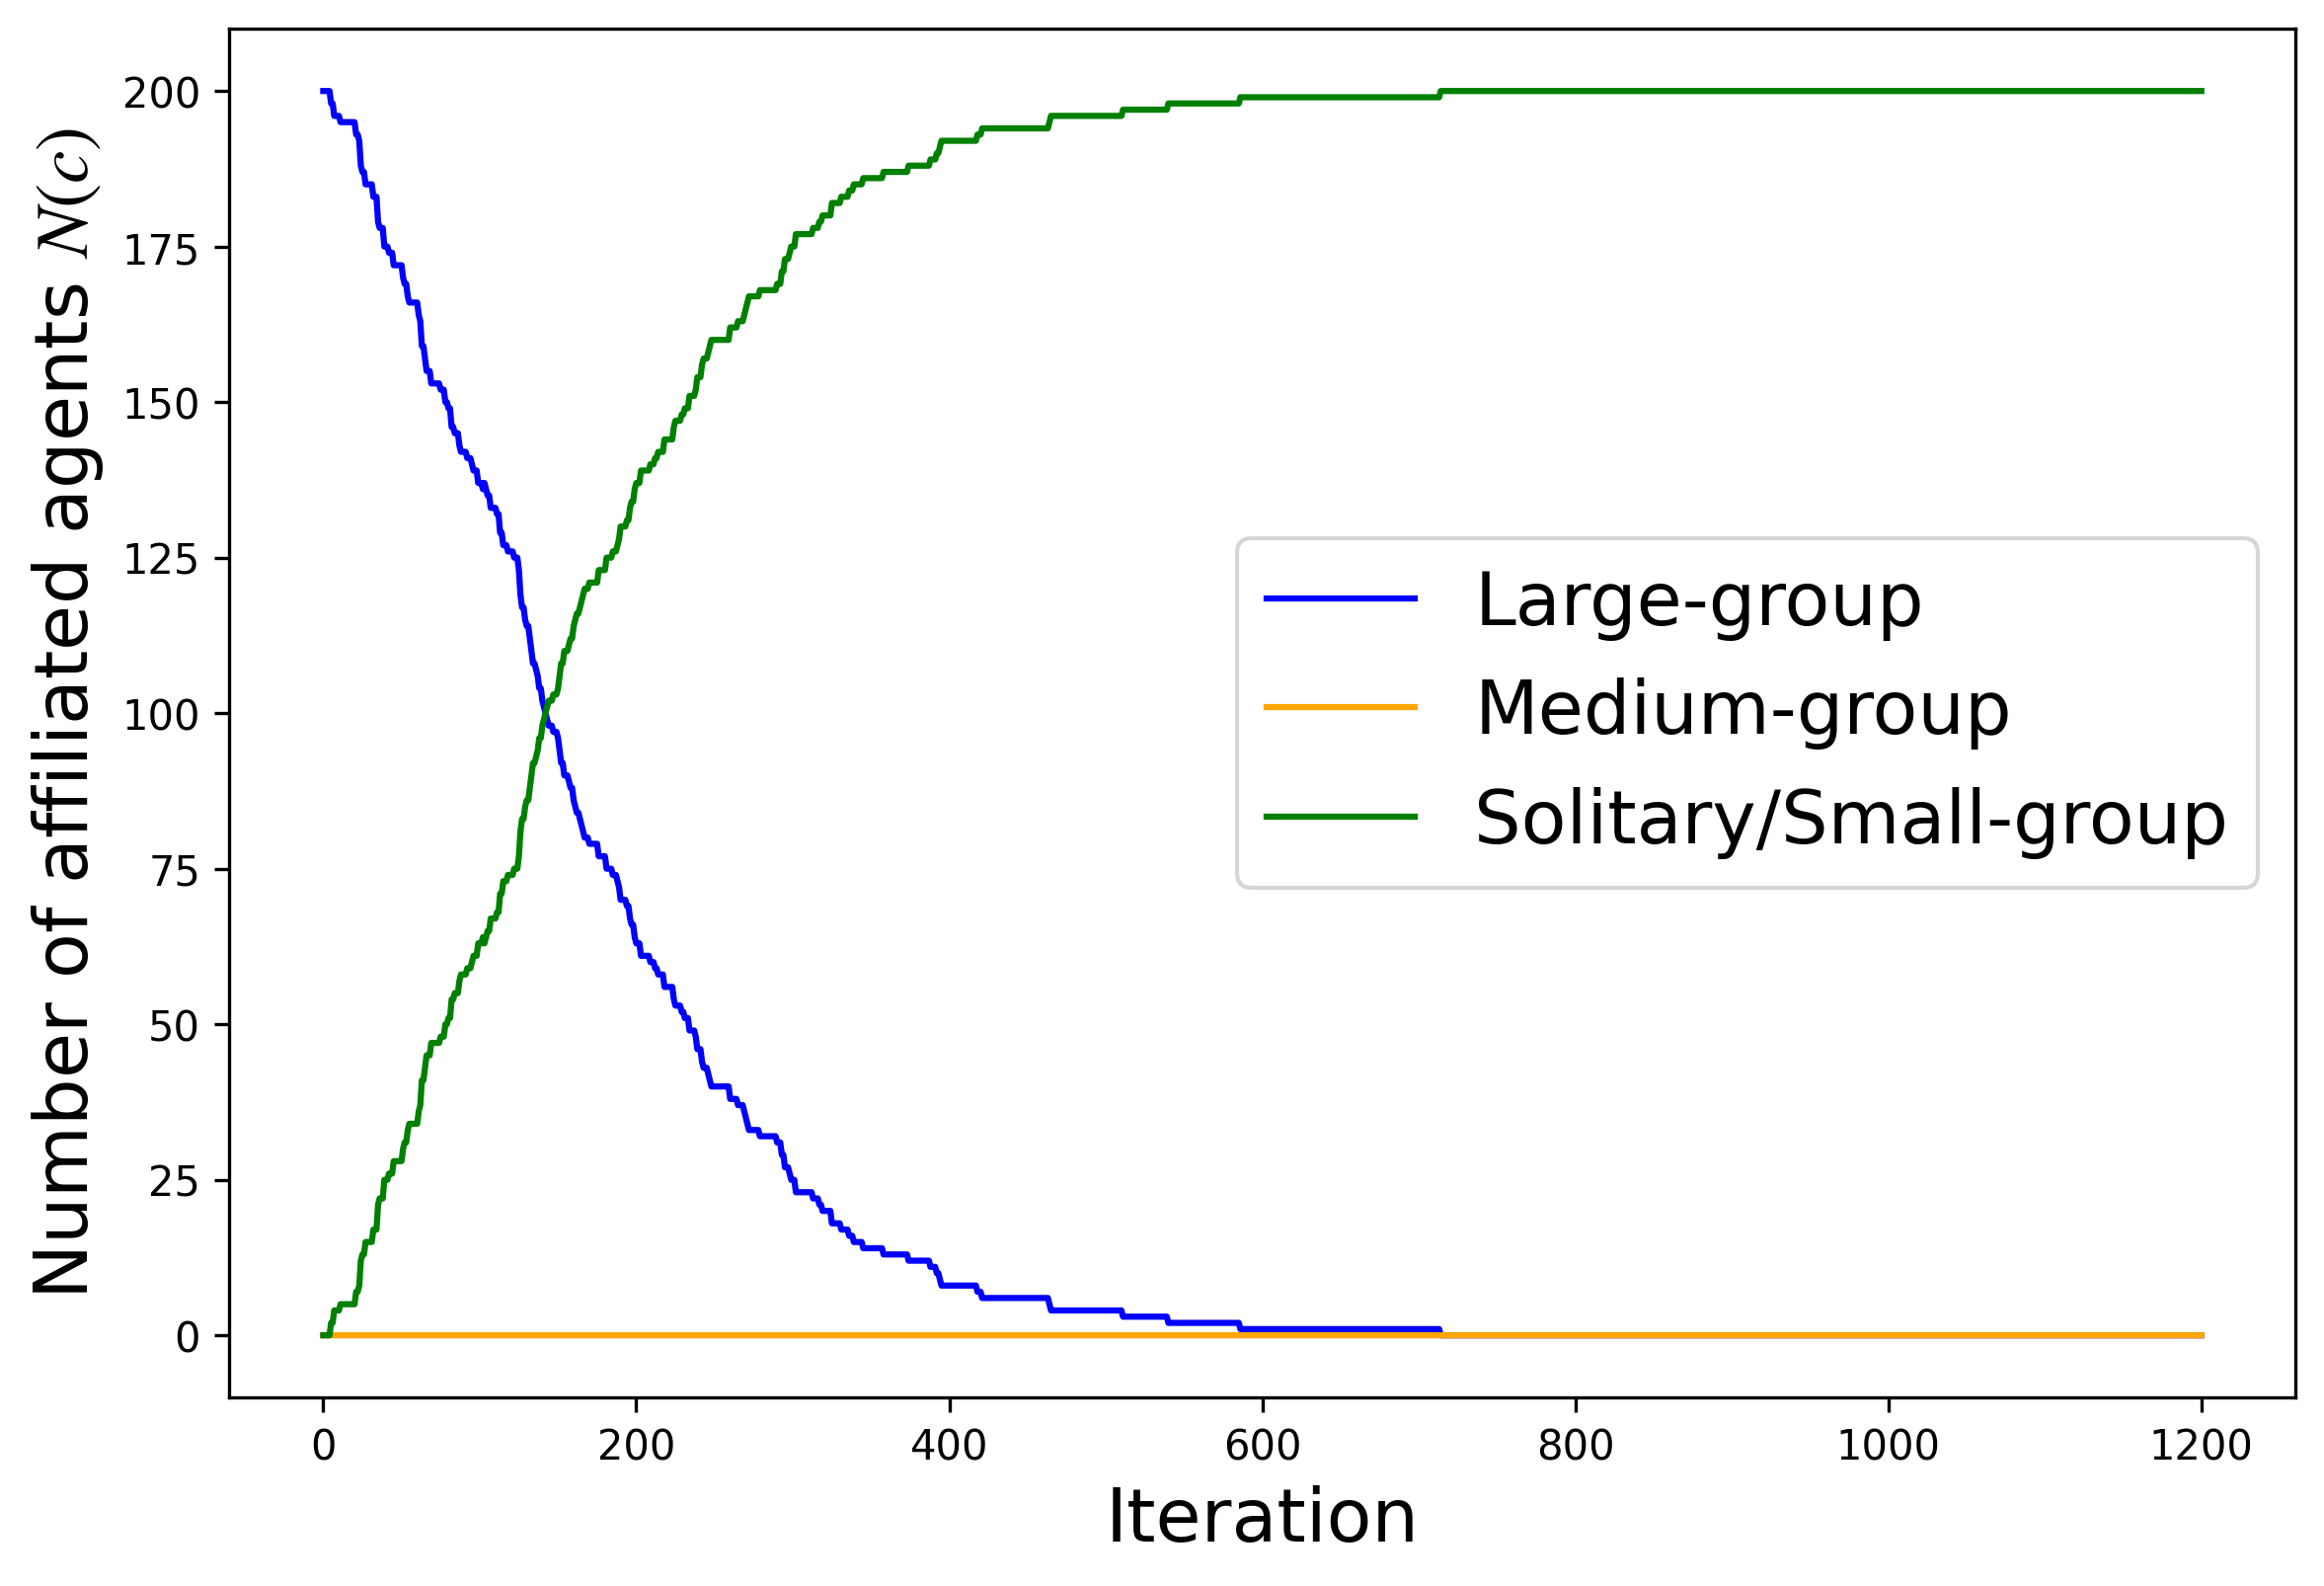 Number of affiliated agents N(c)
200
175
150
125
100
75
50
25
0
Large-group
Medium-group
Solitary/Small-group
0 200 400 600 800 1000 1200
Iteration